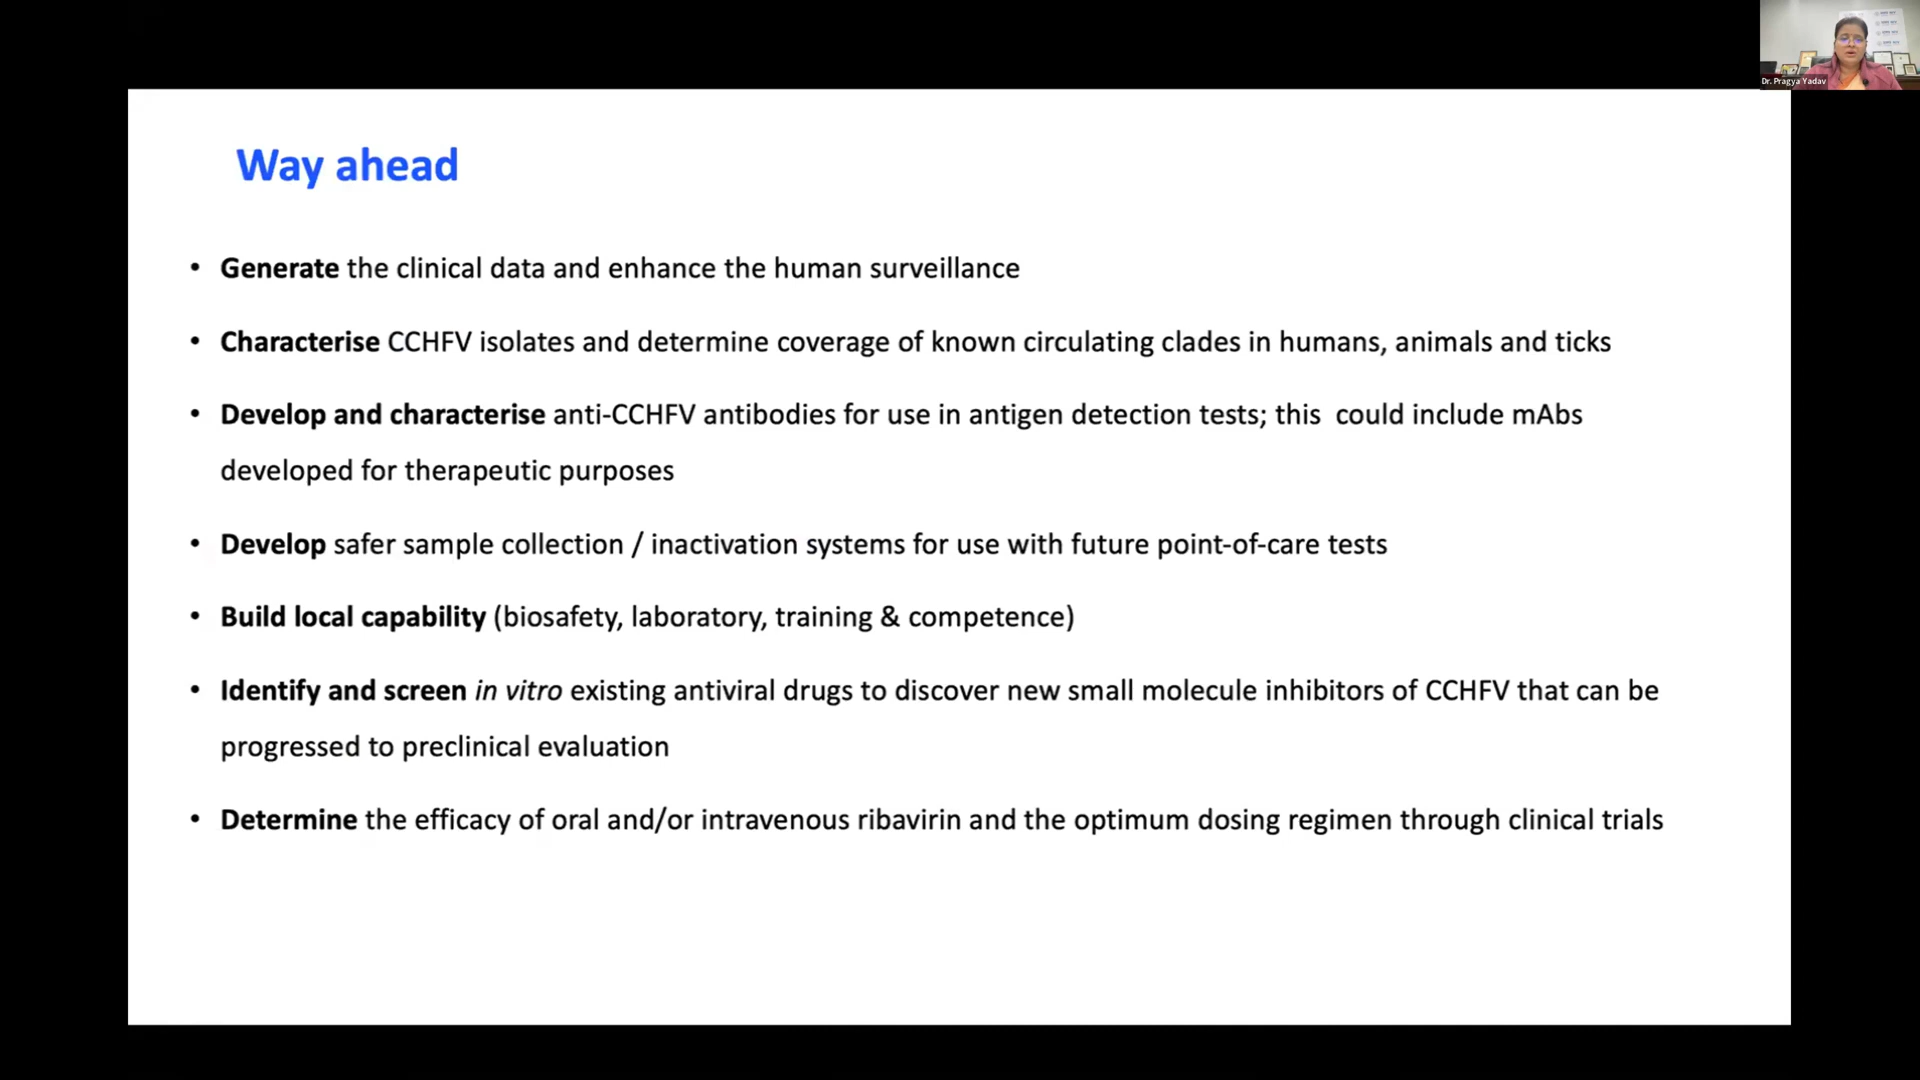 Dr. Pragya Yadav
Way ahead
• Generate the clinical data and enhance the human surveillance
• Characterise CCHFV isolates and determine coverage of known circulating clades in humans, animals and ticks
• Develop and characterise anti-CCHFV antibodies for use in antigen detection tests; this  could include mAbs
developed for therapeutic purposes
• Develop safer sample collection / inactivation systems for use with future point-of-care tests
• Build local capability (biosafety, laboratory, training & competence)
• Identify and screen in vitro existing antiviral drugs to discover new small molecule inhibitors of CCHFV that can be
progressed to preclinical evaluation
• Determine the efficacy of oral and/or intravenous ribavirin and the optimum dosing regimen through clinical trials